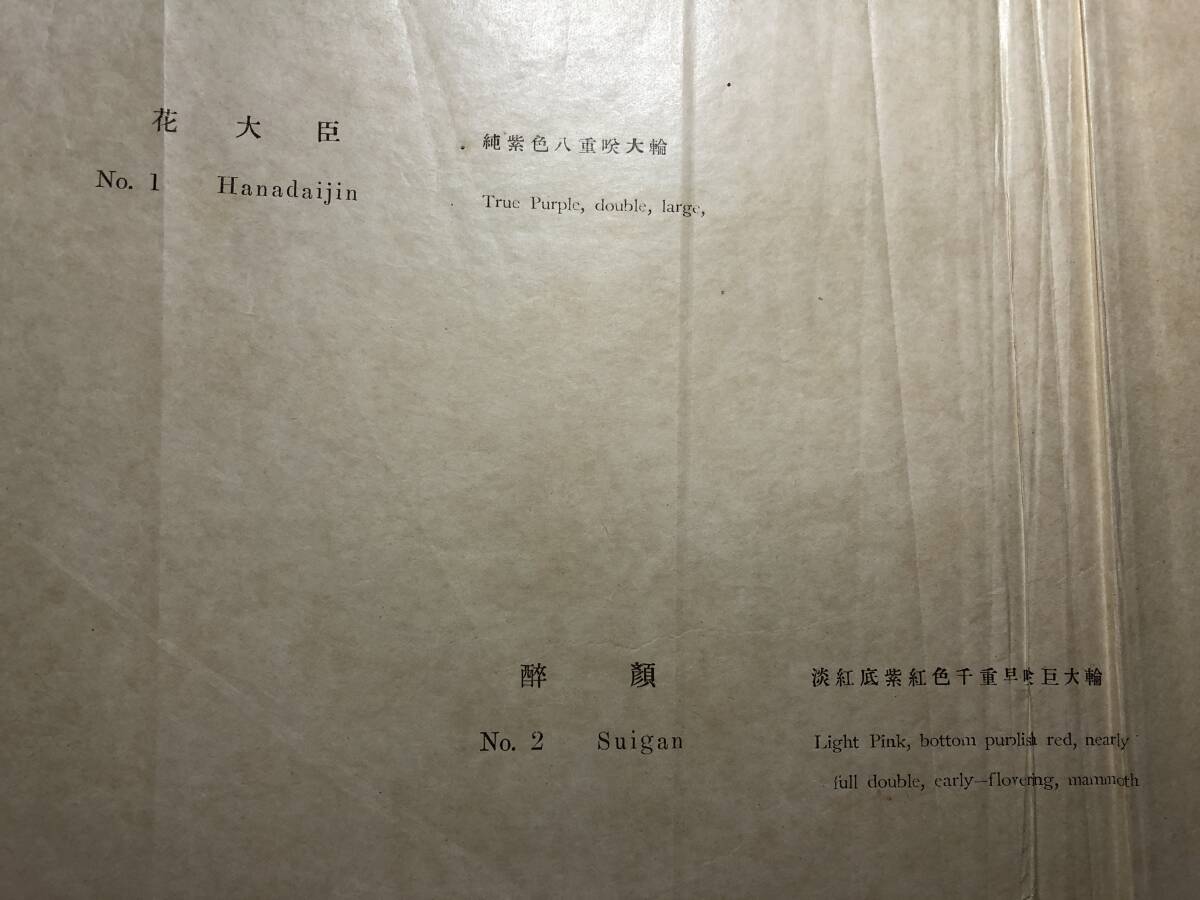 花大臣
純紫色八重咲大輪
No. 1 Hanadaijin
True Purple, double, large,
醉顏
淡紅底紫紅色千重早咲巨大輪
No. 2 Suigan
Light Pink, bottom purplish red, nearly
full double, early-flovering, mammoth